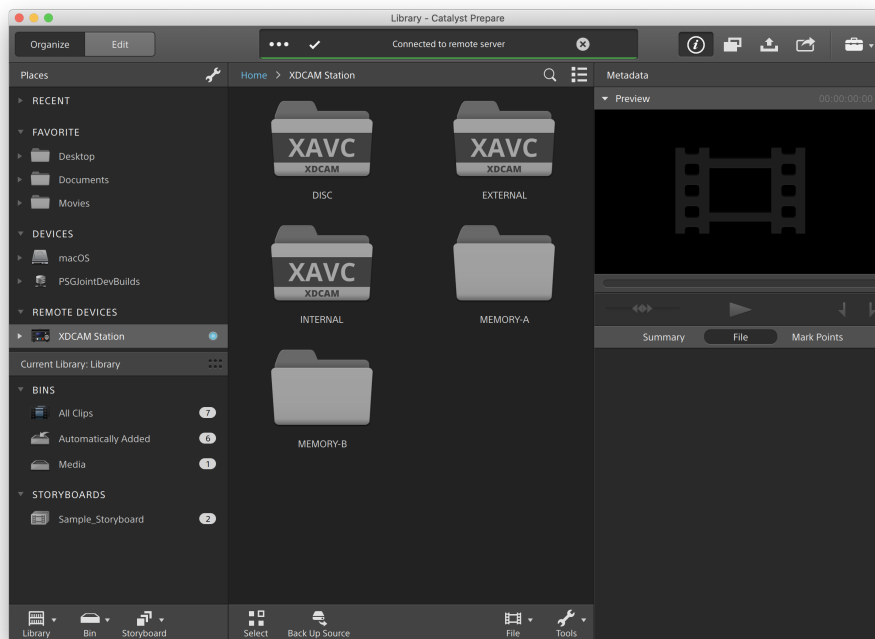 Library - Catalyst Prepare
Organize
Edit
Connected to remote server
Places
Home > XDCAM Station
Metadata
RECENT
FAVORITE
Desktop
Documents
Movies
DEVICES
macOS
PSGJointDevBuilds
REMOTE DEVICES
XDCAM Station
Current Library: Library
BINS
All Clips 7
Automatically Added 6
Media 1
STORYBOARDS
Sample_Storyboard 2
Library
Bin
Storyboard
XAVC
XDCAM
DISC
XAVC
XDCAM
EXTERNAL
XAVC
XDCAM
INTERNAL
MEMORY-A
MEMORY-B
Select
Back Up Source
File
Tools
Preview
00:00:00:00
Summary
File
Mark Points